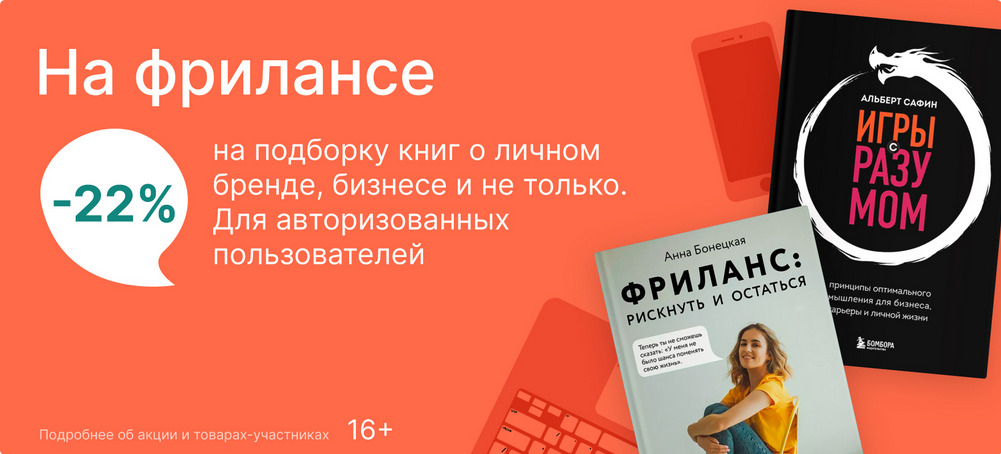 На фрилансе
-22%
на подборку книг о личном
бренде, бизнесе и не только.
Для авторизованных
пользователей
Подробнее об акции и товарах-участниках
16+
АЛЬБЕРТ САФИН
ИГРЫ
С
РАЗУ
МОМ
принципы оптимального
мышления для бизнеса,
карьеры и личной жизни
БОМБОРА
ИЗДАТЕЛЬСТВО
Анна Бонецкая
ФРИЛАНС:
РИСКНУТЬ И ОСТАТЬСЯ
Теперь ты не сможешь
сказать: «У меня не
было шанса поменять
свою жизнь».